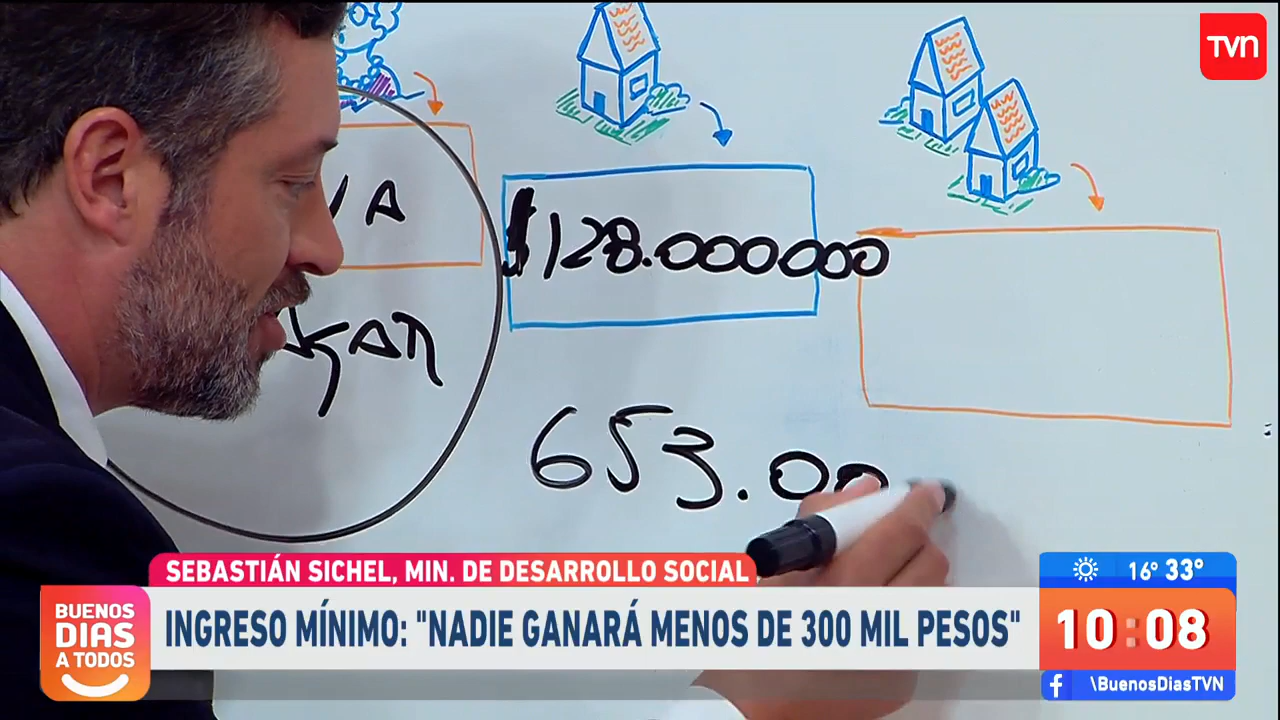 TVN
VA
$128.000000
653.00
SEBASTIÁN SICHEL, MIN. DE DESARROLLO SOCIAL
INGRESO MÍNIMO: "NADIE GANARÁ MENOS DE 300 MIL PESOS"
BUENOS
DIAS
A TODOS
16° 33°
10:08
f \BuenosDiasTVN